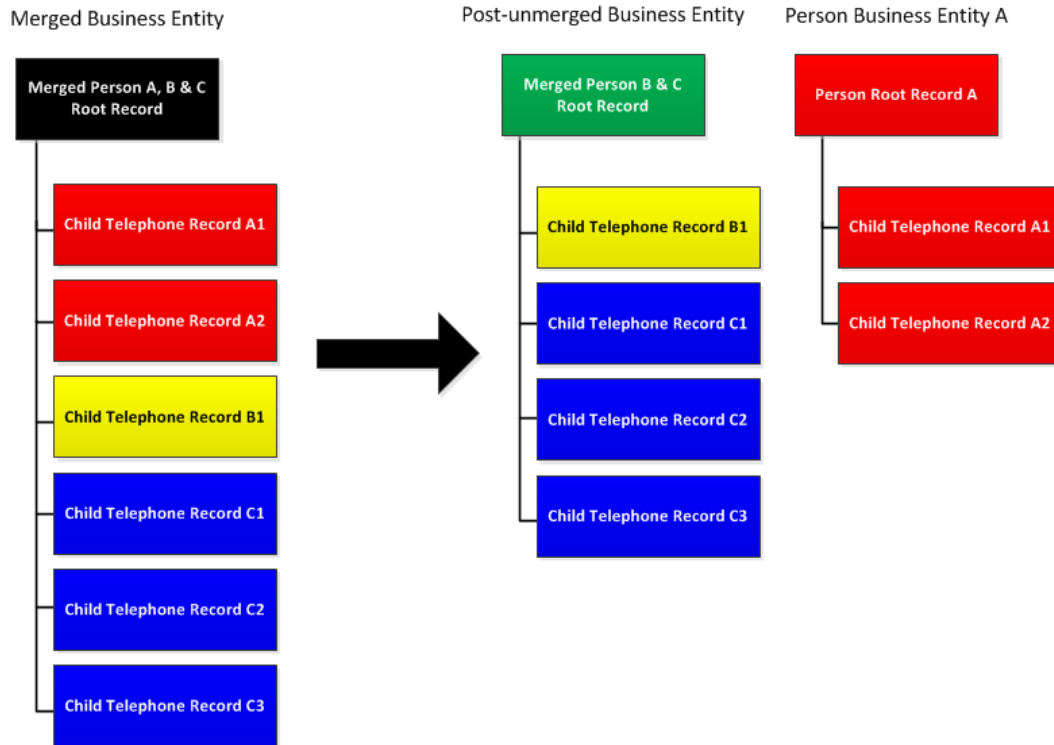 Merged Business Entity
Merged Person A, B & C
Root Record
Child Telephone Record A1
Child Telephone Record A2
Child Telephone Record B1
Child Telephone Record C1
Child Telephone Record C2
Child Telephone Record C3
Post-unmerged Business Entity
Merged Person B & C
Root Record
Child Telephone Record B1
Child Telephone Record C1
Child Telephone Record C2
Child Telephone Record C3
Person Business Entity A
Person Root Record A
Child Telephone Record A1
Child Telephone Record A2